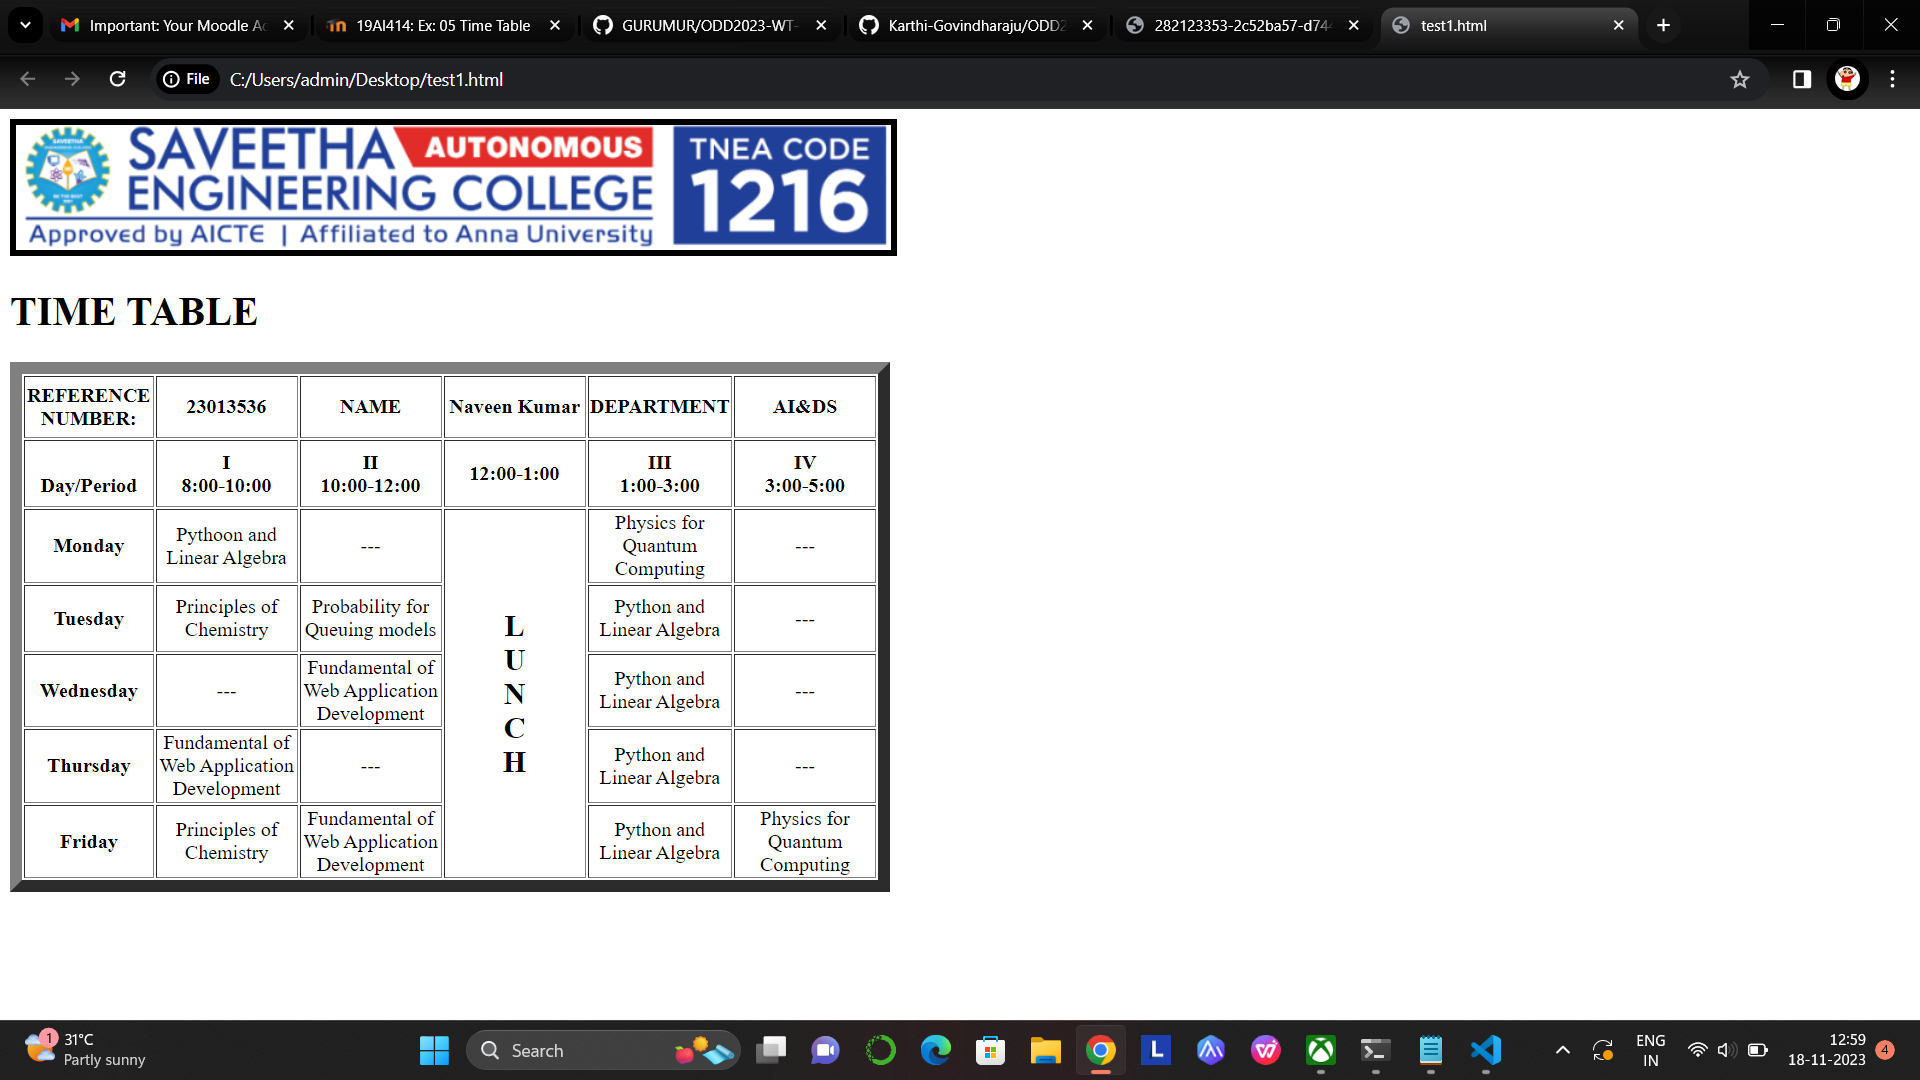 Important: Your Moodle Ac
19AI414: Ex: 05 Time Table
GURUMUR/ODD2023-WT-
Karthi-Govindharaju/ODD2
282123353-2c52ba57-d744
test1.html
File
C:/Users/admin/Desktop/test1.html
SAVEETHA AUTONOMOUS
ENGINEERING COLLEGE
Approved by AICTE | Affiliated to Anna University
TNEA CODE
1216
TIME TABLE
REFERENCE
NUMBER:
23013536
NAME
Naveen Kumar
DEPARTMENT
AI&DS
Day/Period
I
8:00-10:00
II
10:00-12:00
12:00-1:00
III
1:00-3:00
IV
3:00-5:00
Monday
Pythoon and
Linear Algebra
---
L
U
N
C
H
Physics for
Quantum
Computing
---
Tuesday
Principles of
Chemistry
Probability for
Queuing models
Python and
Linear Algebra
---
Wednesday
---
Fundamental of
Web Application
Development
Python and
Linear Algebra
---
Thursday
Fundamental of
Web Application
Development
---
Python and
Linear Algebra
---
Friday
Principles of
Chemistry
Fundamental of
Web Application
Development
Python and
Linear Algebra
Physics for
Quantum
Computing
1
31°C
Partly sunny
Search
L
ENG
IN
12:59
18-11-2023
4